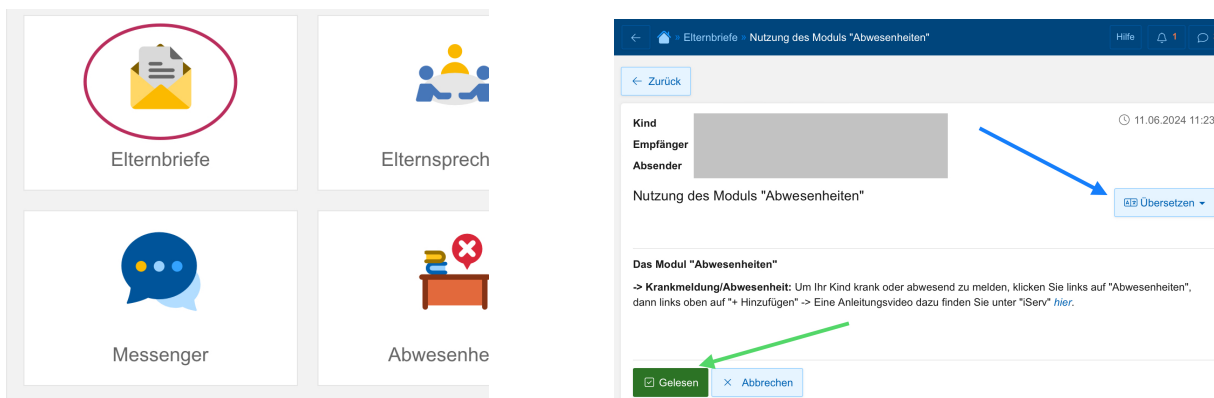 Elternbriefe
Elternsprech
Messenger
Abwesenhe
» Elternbriefe » Nutzung des Moduls "Abwesenheiten"
Hilfe
1
← Zurück
Kind
11.06.2024 11:23
Empfänger
Absender
Nutzung des Moduls "Abwesenheiten"
Übersetzen
Das Modul "Abwesenheiten"
-> Krankmeldung/Abwesenheit: Um Ihr Kind krank oder abwesend zu melden, klicken Sie links auf "Abwesenheiten",
dann links oben auf "+ Hinzufügen" -> Eine Anleitungsvideo dazu finden Sie unter "iServ" hier.
Gelesen
Abbrechen